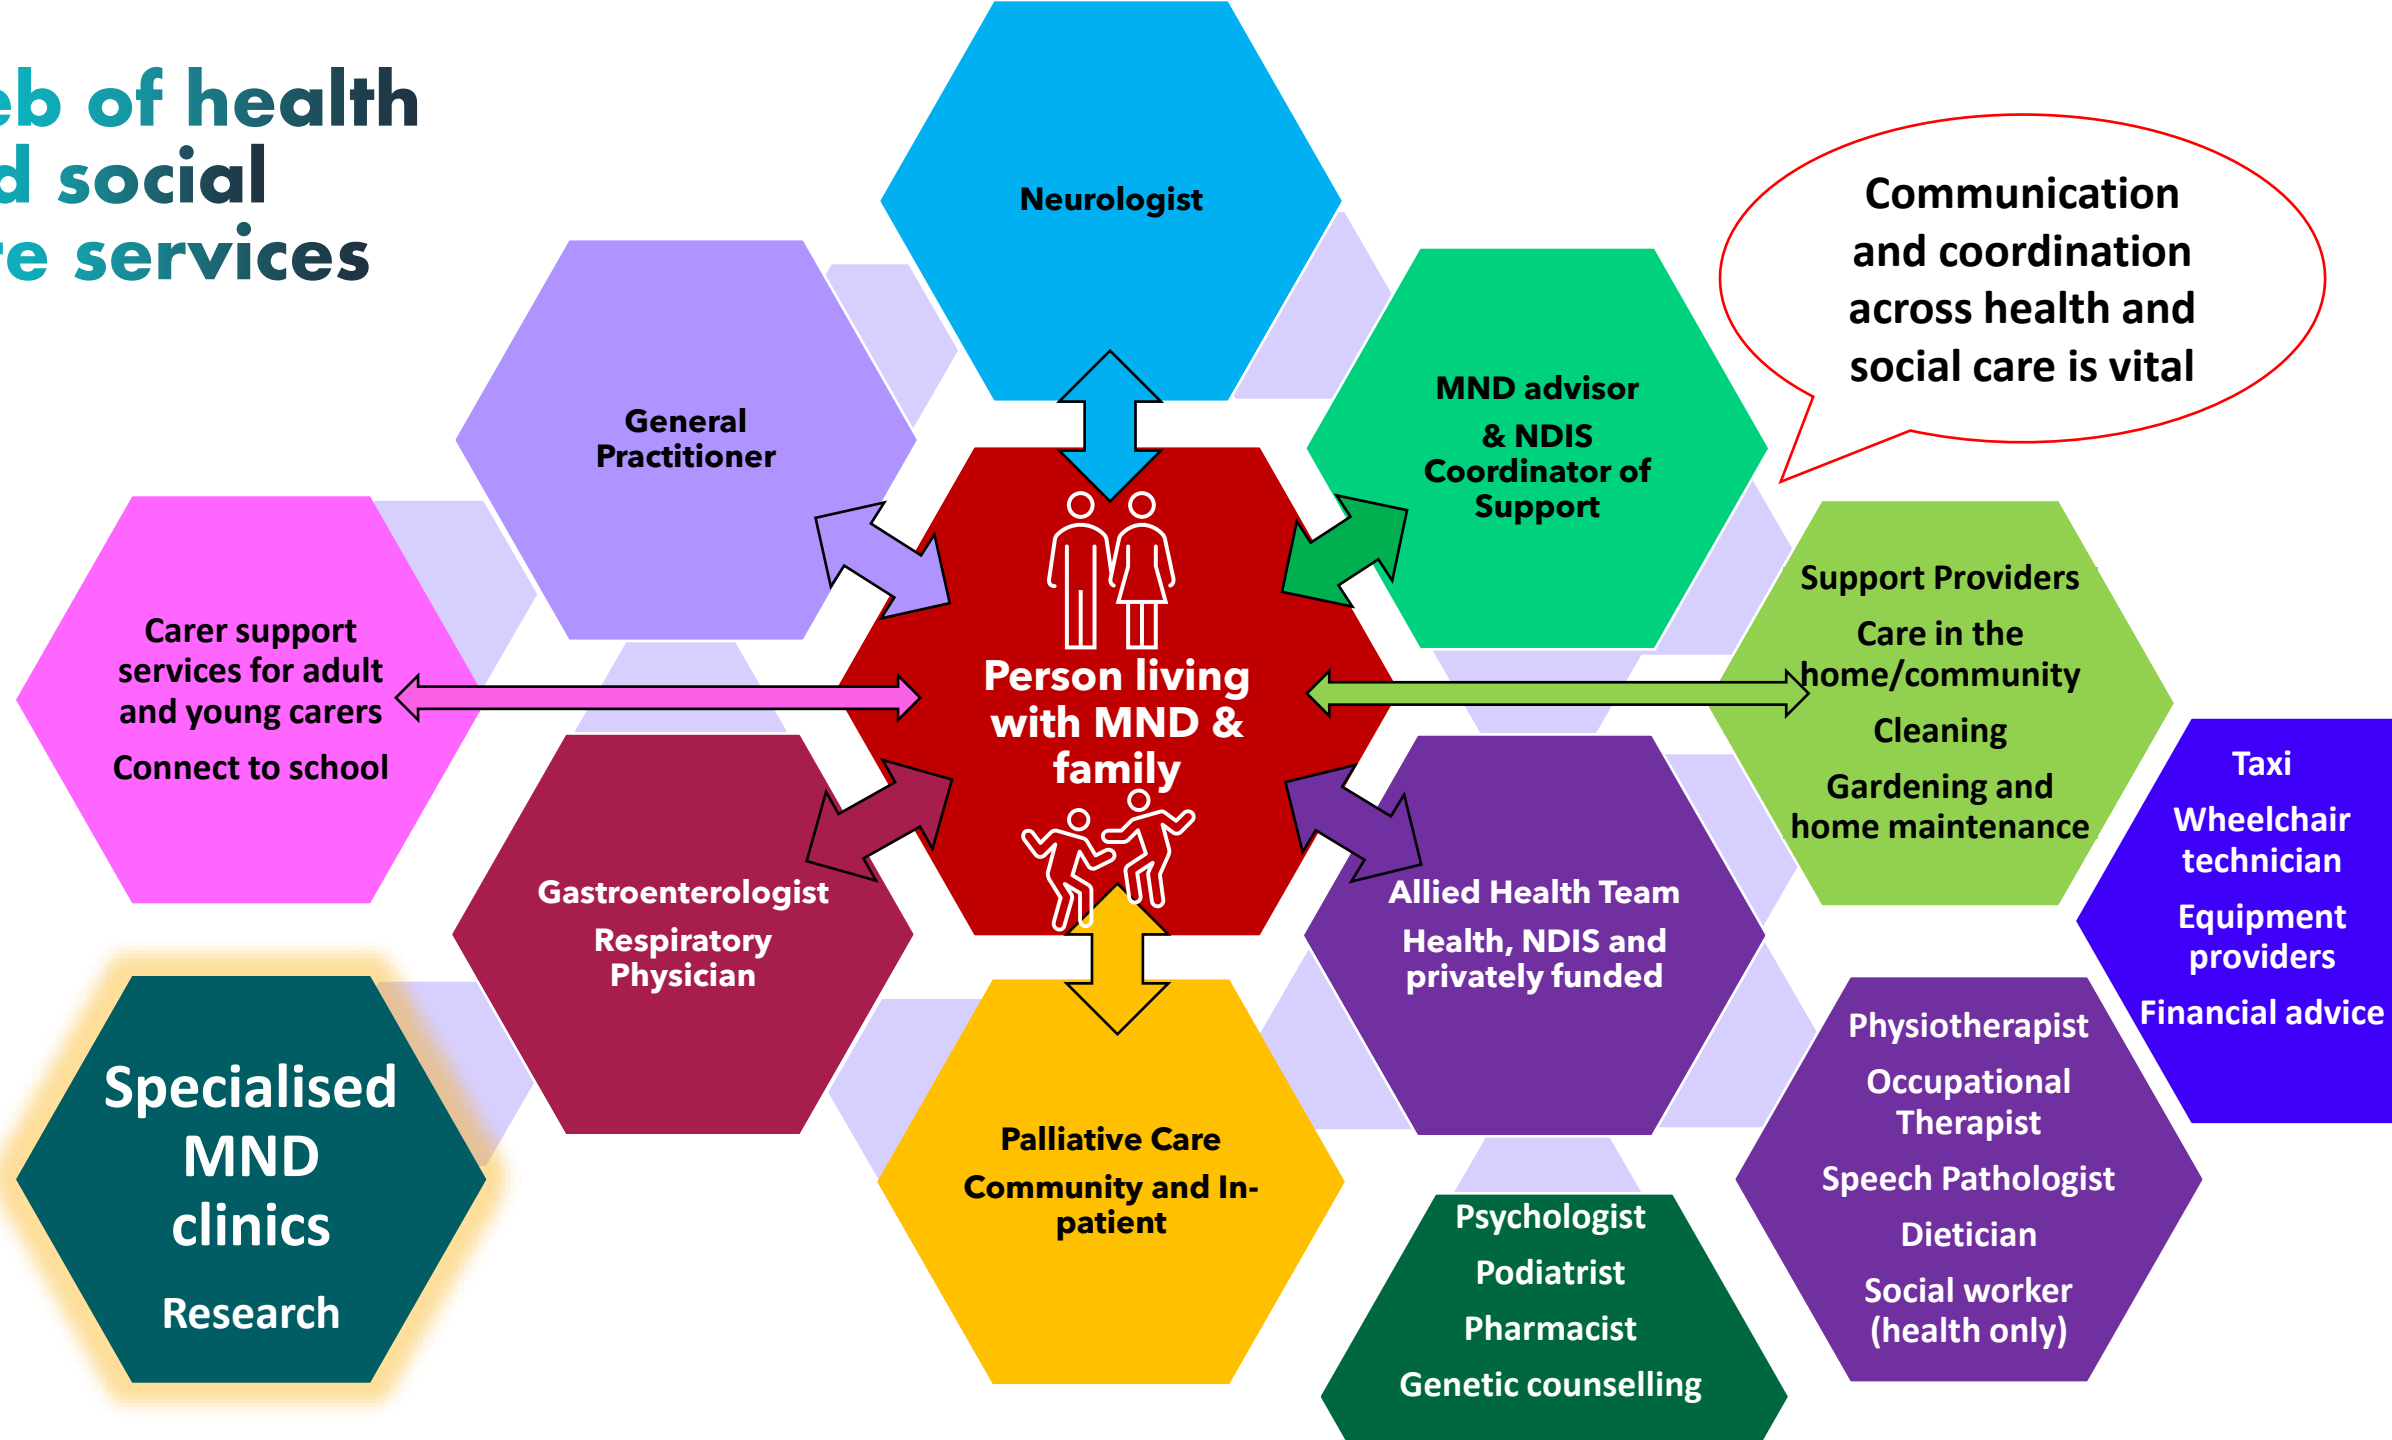 eb of health
d social
re services
Neurologist
Communication
and coordination
across health and
social care is vital
General
Practitioner
MND advisor
& NDIS
Coordinator of
Support
Support Providers
Care in the
home/community
Cleaning
Gardening and
home maintenance
Carer support
services for adult
and young carers
Connect to school
Person living
with MND &
family
Taxi
Wheelchair
technician
Equipment
providers
Financial advice
Gastroenterologist
Respiratory
Physician
Allied Health Team
Health, NDIS and
privately funded
Specialised
MND
clinics
Research
Palliative Care
Community and In-
patient
Physiotherapist
Occupational
Therapist
Speech Pathologist
Dietician
Social worker
(health only)
Psychologist
Podiatrist
Pharmacist
Genetic counselling